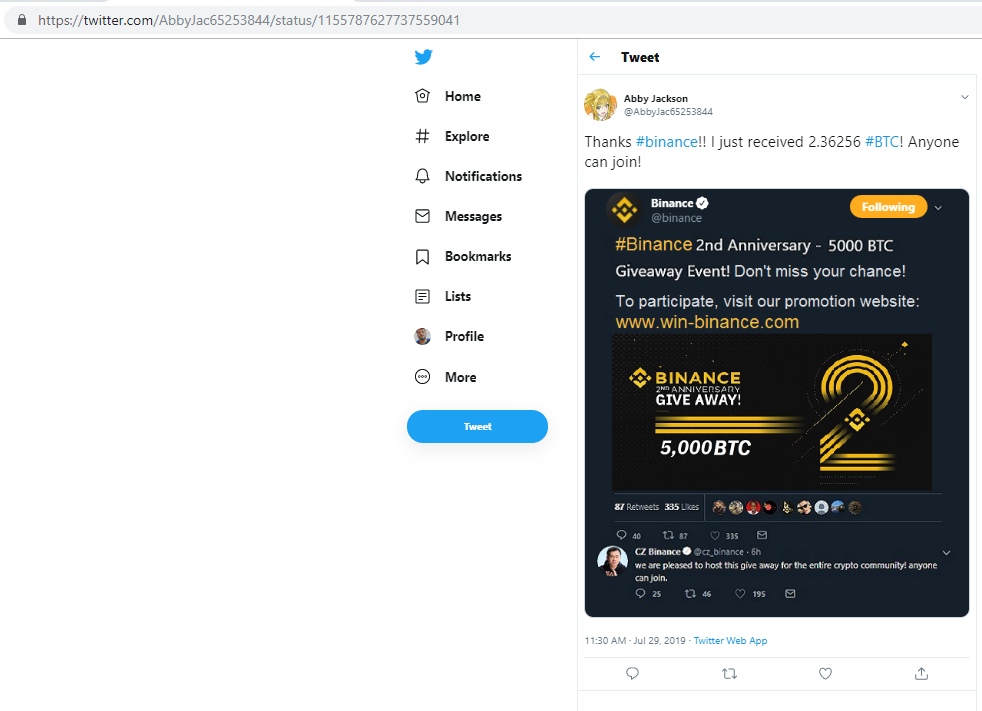 https://twitter.com/AbbyJac65253844/status/1155787627737559041
Home
Explore
Notifications
Messages
Bookmarks
Lists
Profile
More
Tweet
Tweet
Abby Jackson
@AbbyJac65253844
Thanks #binance!! I just received 2.36256 #BTC! Anyone
can join!
Binance
@binance
Following
#Binance 2nd Anniversary - 5000 BTC
Giveaway Event! Don't miss your chance!
To participate, visit our promotion website:
www.win-binance.com
BINANCE
2ND ANNIVERSARY
GIVE AWAY!
5,000 BTC
2
87 Retweets 335 Likes
40 87 335
CZ Binance @cz_binance · 6h
we are pleased to host this give away for the entire crypto community! anyone
can join.
25 46 195
11:30 AM · Jul 29, 2019 · Twitter Web App